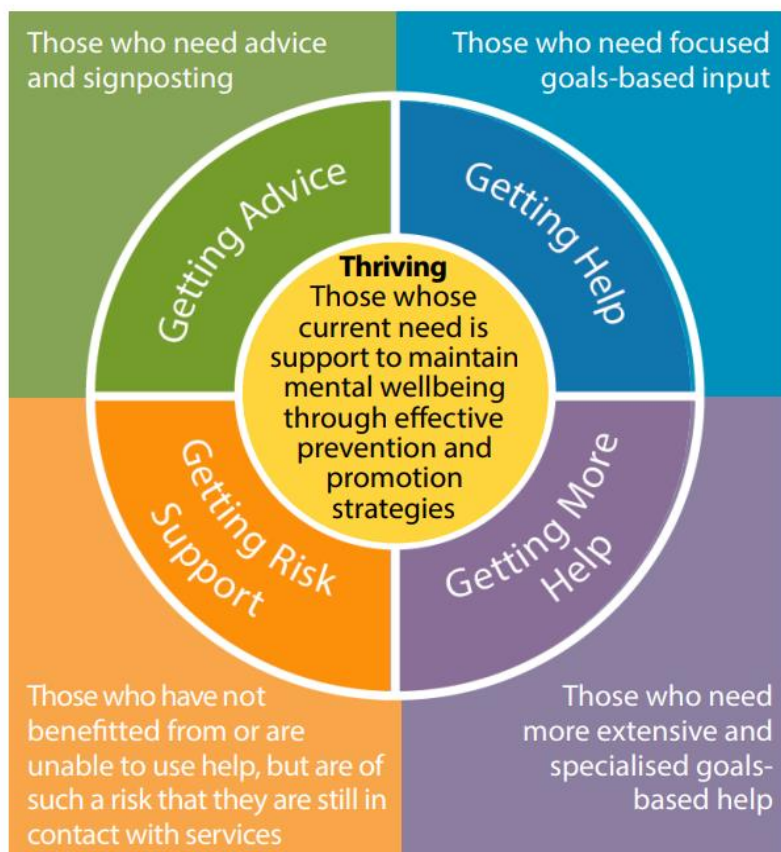 Those who need advice
and signposting
Those who need focused
goals-based input
Getting Advice
Getting Help
Thriving
Those whose
current need is
support to maintain
mental wellbeing
through effective
prevention and
promotion
strategies
Getting Risk
Support
Getting More
Help
Those who have not
benefitted from or are
unable to use help, but are of
such a risk that they are still in
contact with services
Those who need
more extensive and
specialised goals-
based help